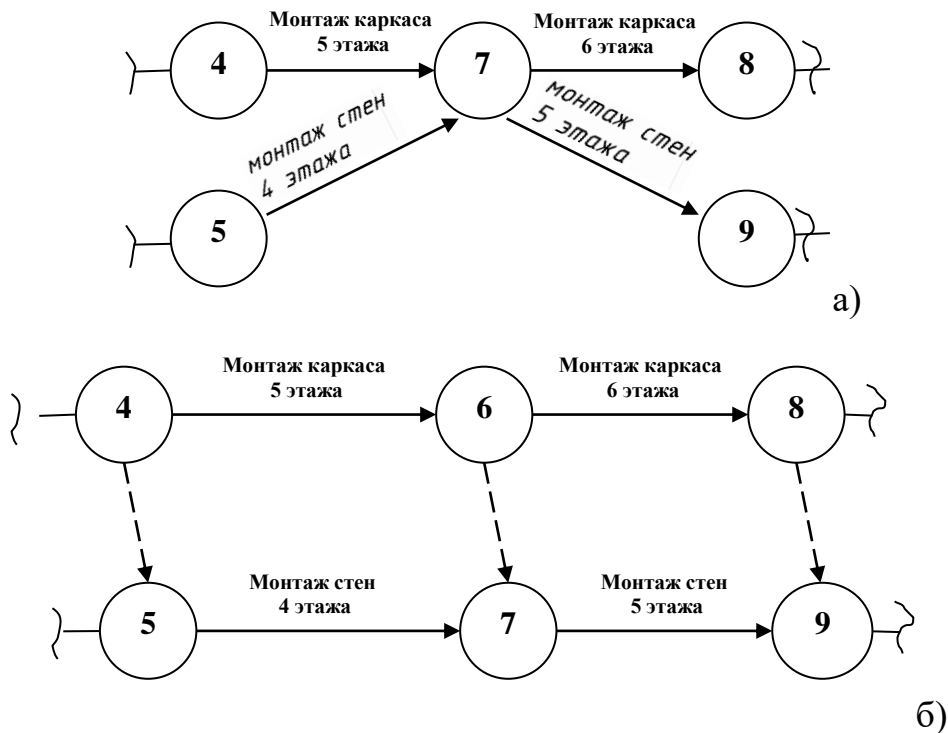 Монтаж каркаса
5 этажа
Монтаж каркаса
6 этажа
4
7
8
монтаж стен
4 этажа
монтаж стен
5 этажа
5
9
а)
Монтаж каркаса
5 этажа
Монтаж каркаса
6 этажа
4
6
8
Монтаж стен
4 этажа
Монтаж стен
5 этажа
5
7
9
б)